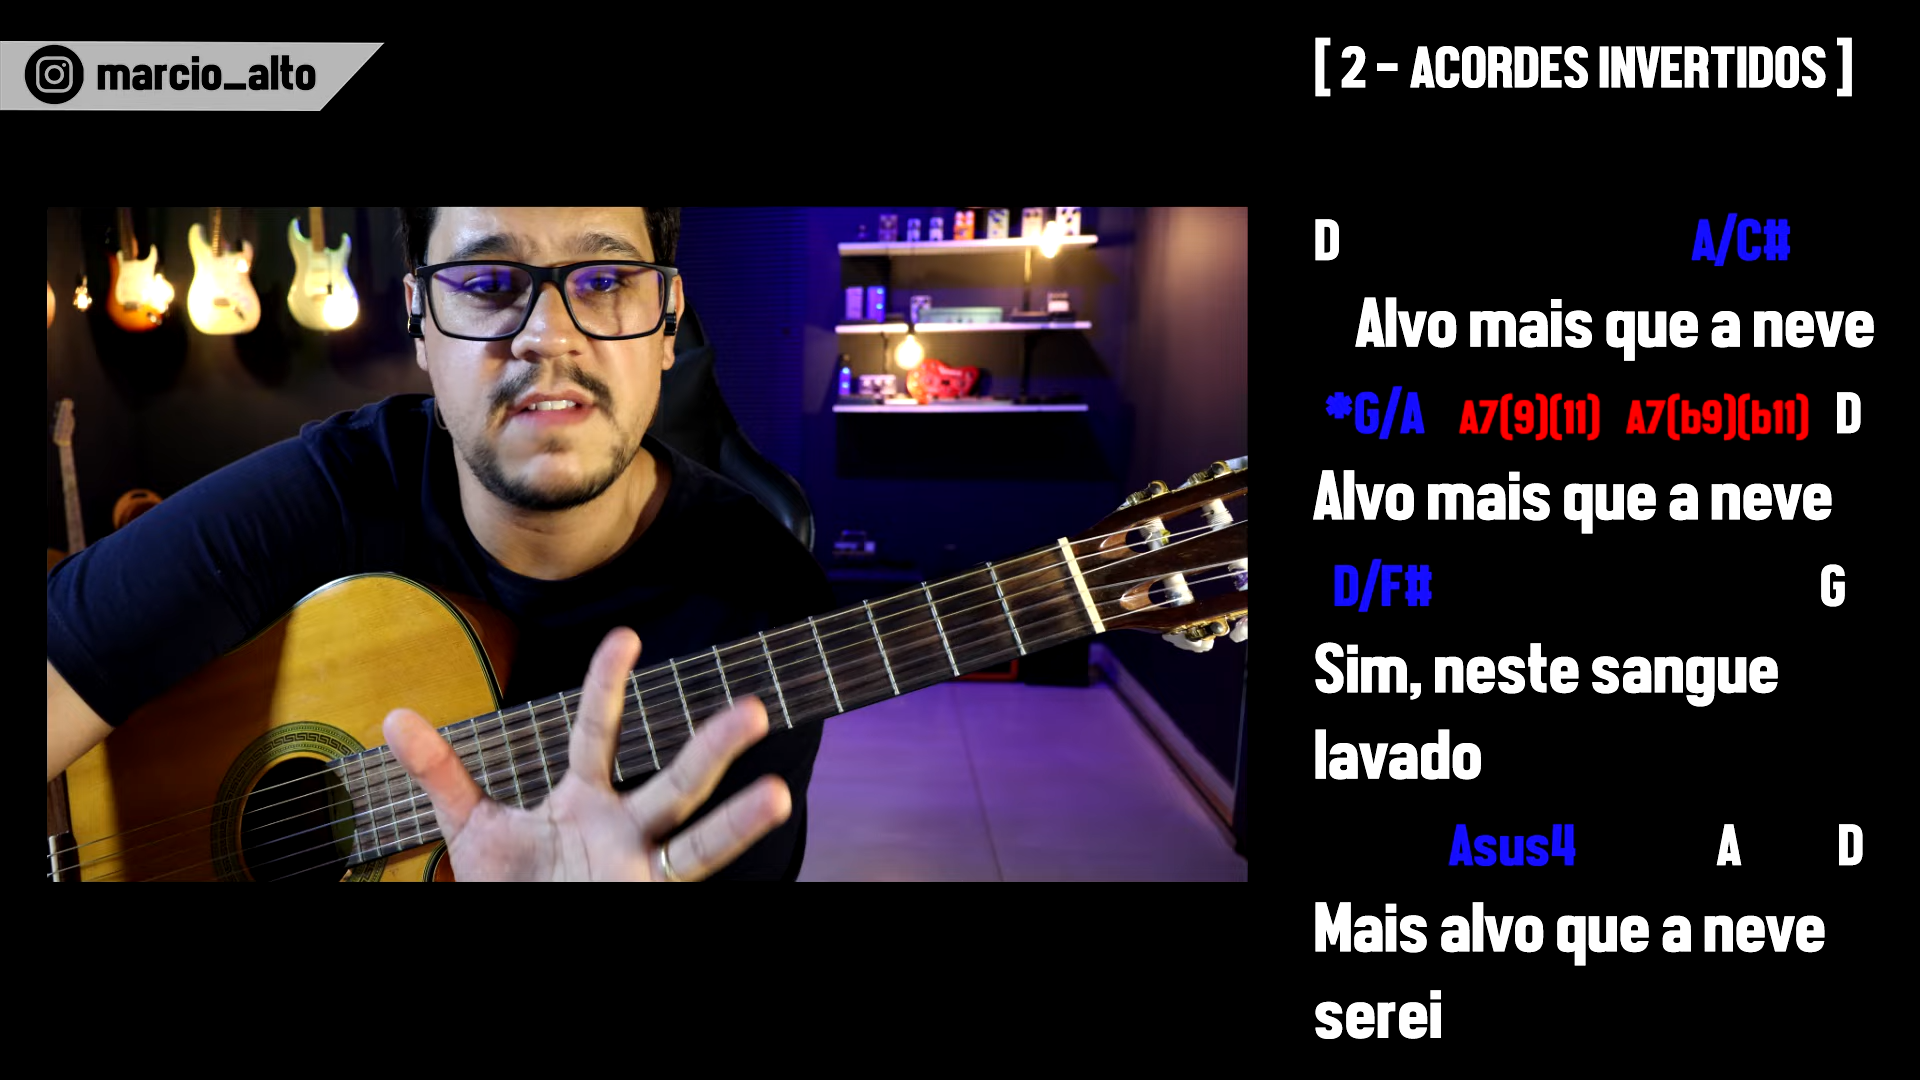 marcio_alto
[ 2 - ACORDES INVERTIDOS ]
D A/C#
Alvo mais que a neve
*G/A A7(9)(11) A7(b9)(b11) D
Alvo mais que a neve
D/F# G
Sim, neste sangue
lavado
Asus4 A D
Mais alvo que a neve
serei